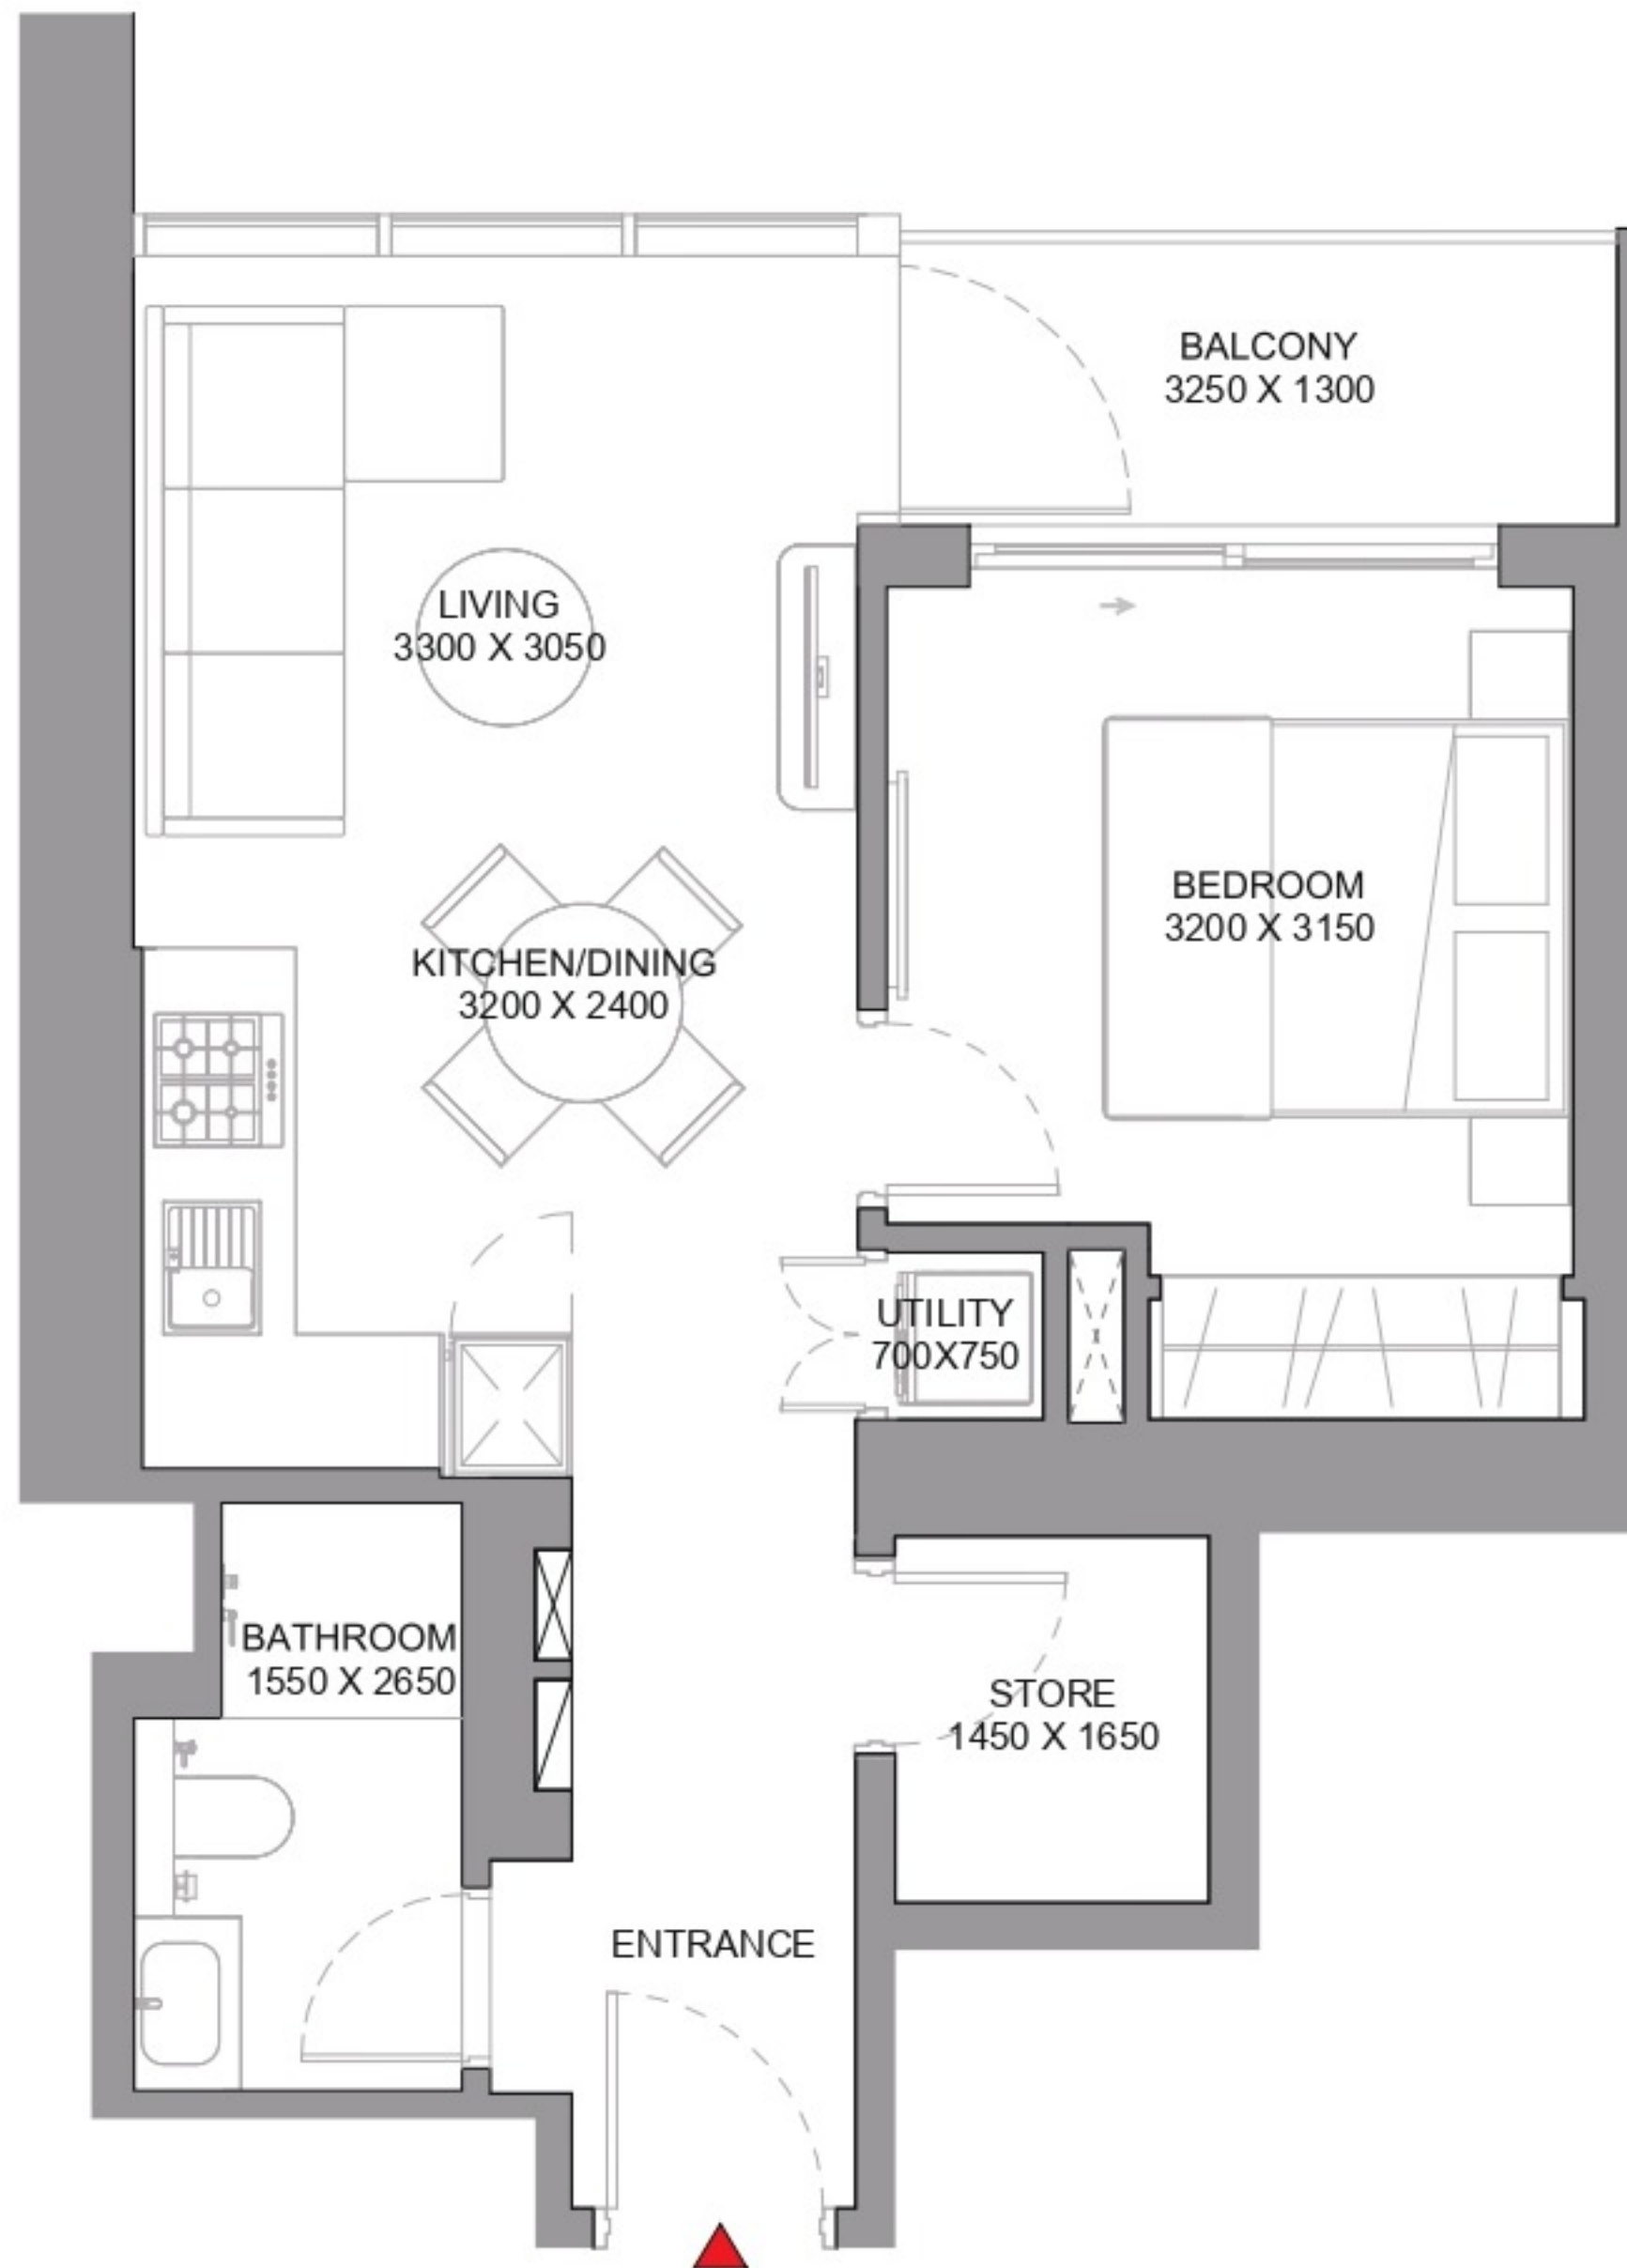 BALCONY
3250 X 1300
LIVING
3300 X 3050
BEDROOM
3200 X 3150
KITCHEN/DINING
3200 X 2400
UTILITY
700X750
BATHROOM
1550 X 2650
STORE
1450 X 1650
ENTRANCE